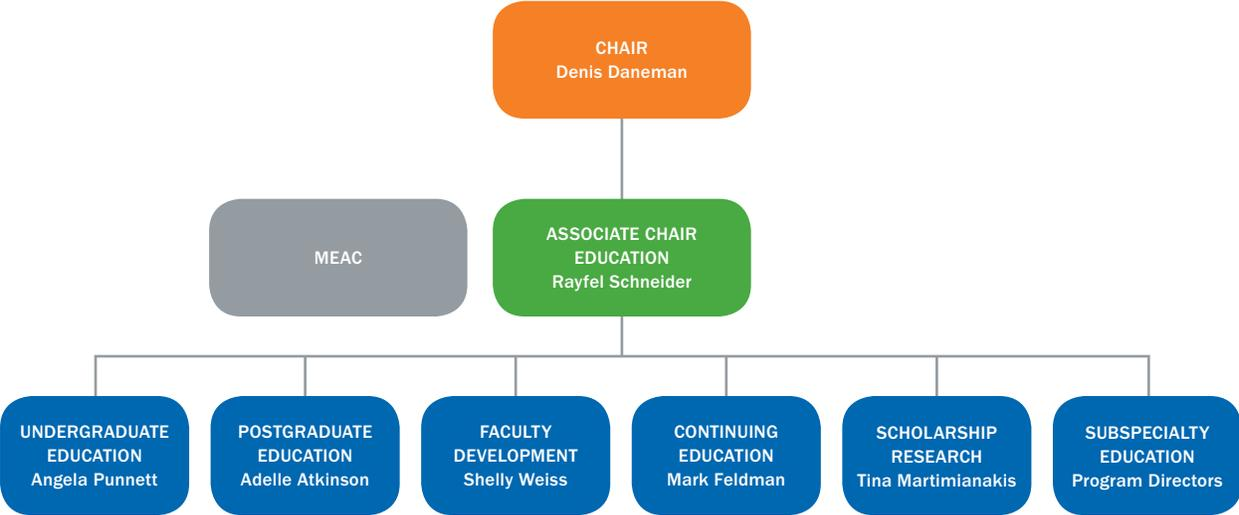 CHAIR
Denis Daneman
MEAC
ASSOCIATE CHAIR
EDUCATION
Rayfel Schneider
UNDERGRADUATE
EDUCATION
Angela Punnett
POSTGRADUATE
EDUCATION
Adelle Atkinson
FACULTY
DEVELOPMENT
Shelly Weiss
CONTINUING
EDUCATION
Mark Feldman
SCHOLARSHIP
RESEARCH
Tina Martimianakis
SUBSPECIALTY
EDUCATION
Program Directors